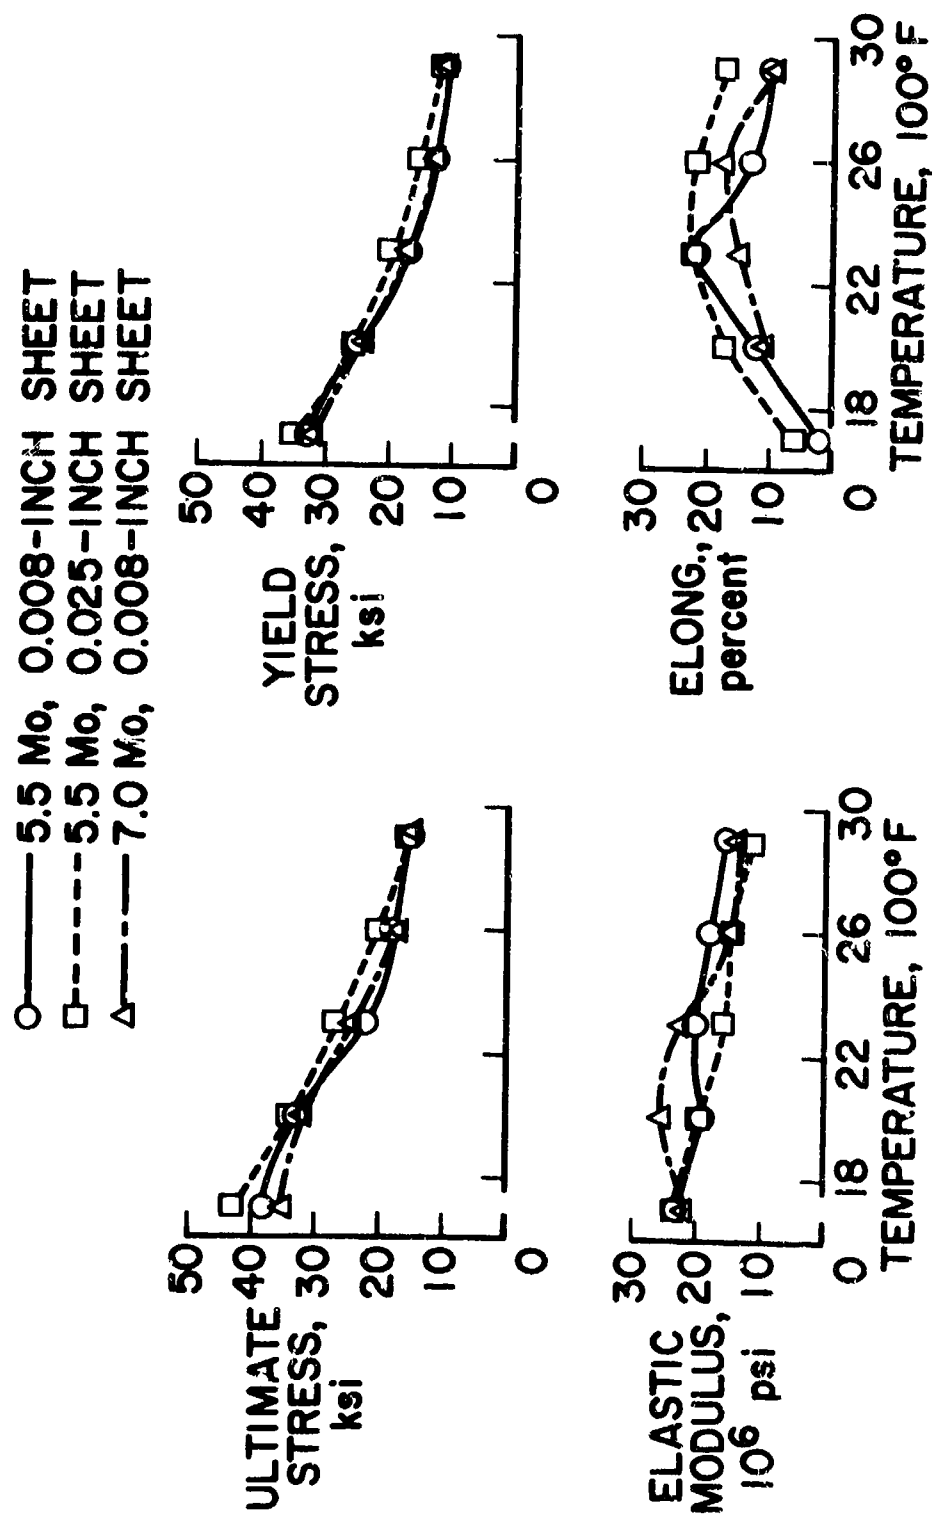 5.5 Mo, 0.008-INCH SHEET
5.5 Mo, 0.025-INCH SHEET
7.0 Mo, 0.008-INCH SHEET
ULTIMATE
STRESS,
ksi
50
40
30
20
10
0
YIELD
STRESS,
ksi
50
40
30
20
10
0
ELASTIC
MODULUS,
10⁶ psi
30
20
10
0 18 22 26 30
TEMPERATURE, 100°F
ELONG.,
percent
30
20
10
0 18 22 26 30
TEMPERATURE, 100°F